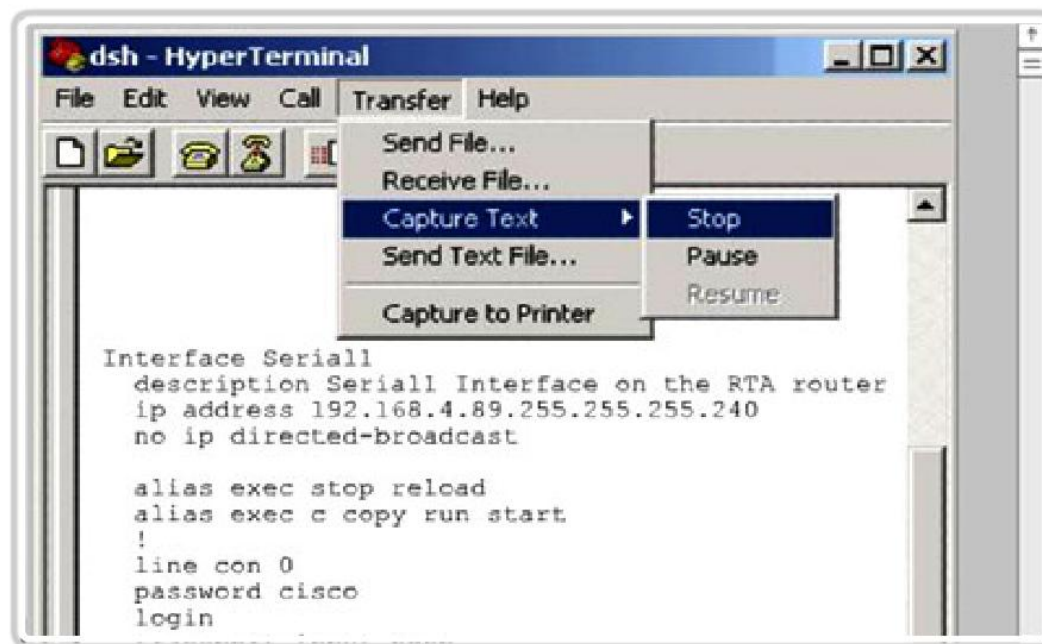 dsh - HyperTerminal
File Edit View Call Transfer Help
Send File...
Receive File...
Capture Text
Stop
Send Text File...
Pause
Resume
Capture to Printer
Interface Serial1
description Serial1 Interface on the RTA router
ip address 192.168.4.89.255.255.255.240
no ip directed-broadcast
alias exec stop reload
alias exec c copy run start
!
line con 0
password cisco
login